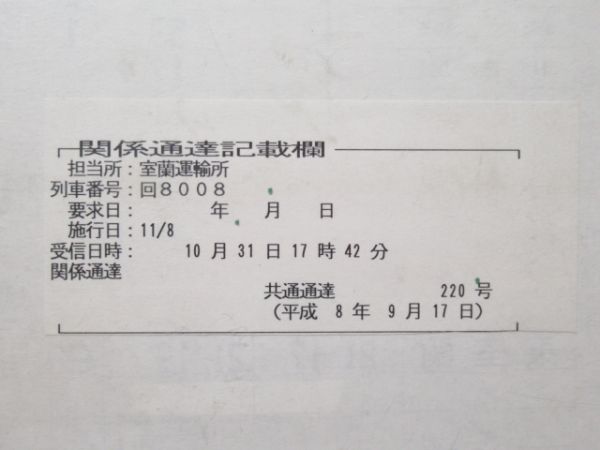 関係通達記載欄
担当所：室蘭運輸所
列車番号：回８００８
要求日：　　　年　月　日
施行日：11/8
受信日時：　10 月 31 日 17 時 42 分
関係通達
共通通達　　220 号
（平成 8 年 9 月 17 日）